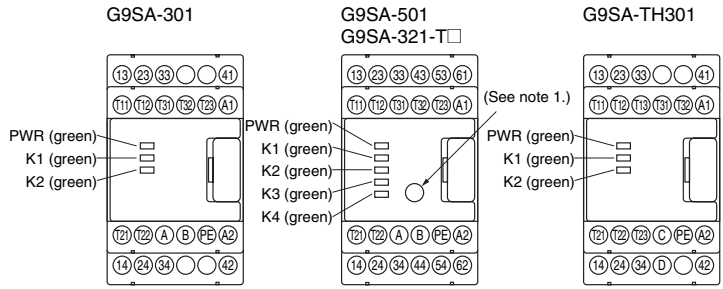 G9SA-301
13 23 33 41
T11 T12 T31 T32 T23 A1
PWR (green)
K1 (green)
K2 (green)
T21 T22 A B PE A2
14 24 34 42
G9SA-501
G9SA-321-T□
13 23 33 43 53 61
T11 T12 T31 T32 T23 A1
(See note 1.)
PWR (green)
K1 (green)
K2 (green)
K3 (green)
K4 (green)
T21 T22 A B PE A2
14 24 34 44 54 62
G9SA-TH301
13 23 33 41
T11 T12 T13 T31 T32 A1
PWR (green)
K1 (green)
K2 (green)
T21 T22 T23 C PE A2
14 24 34 D 42